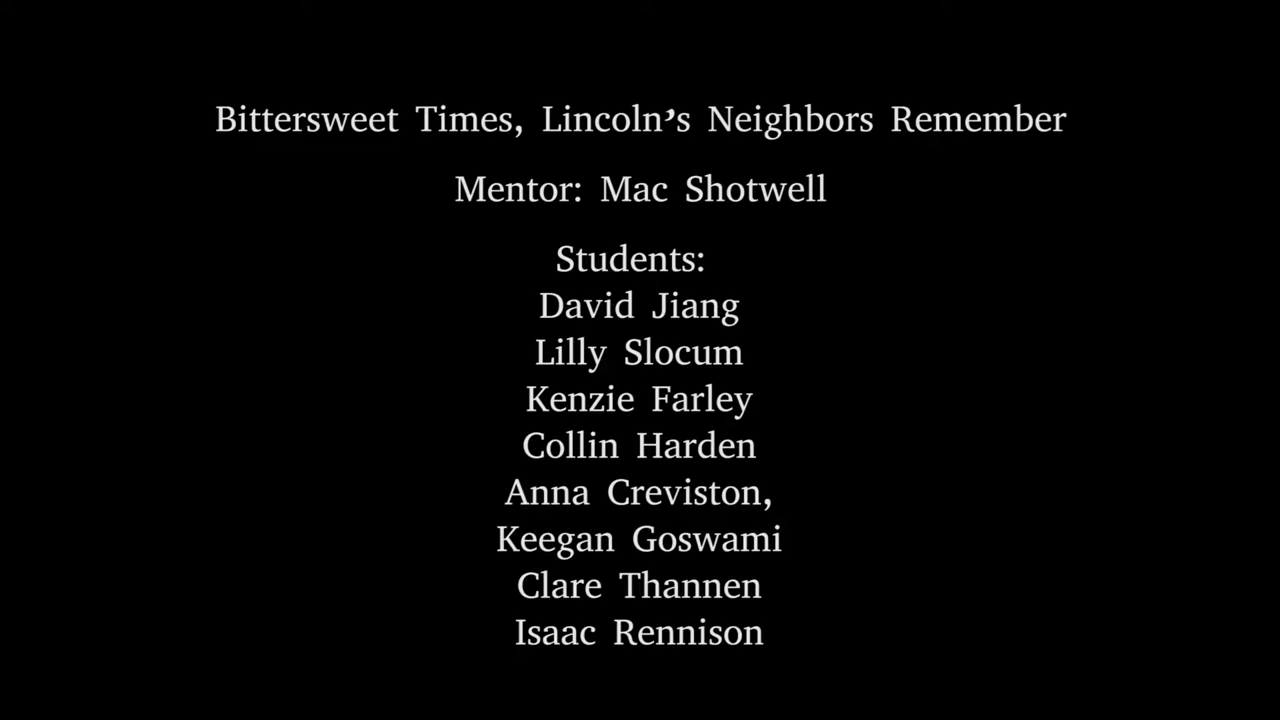 Bittersweet Times, Lincoln’s Neighbors Remember
Mentor: Mac Shotwell
Students:
David Jiang
Lilly Slocum
Kenzie Farley
Collin Harden
Anna Creviston,
Keegan Goswami
Clare Thannen
Isaac Rennison